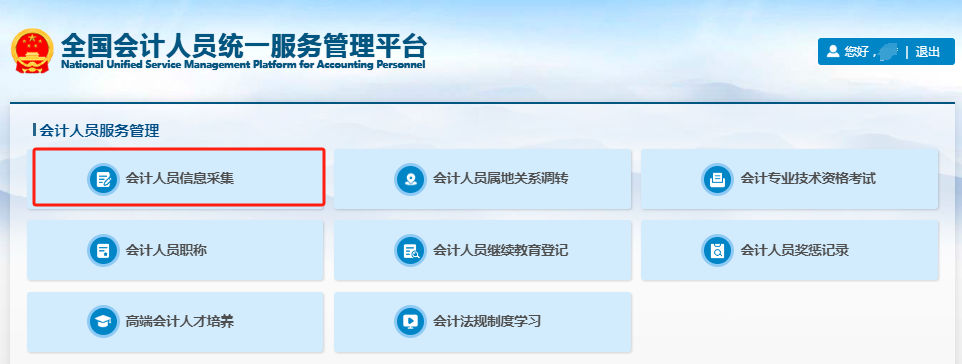 全国会计人员统一服务管理平台
National Unified Service Management Platform for Accounting Personnel
您好， | 退出
会计人员服务管理
会计人员信息采集 会计人员属地关系调转 会计专业技术资格考试
会计人员职称 会计人员继续教育登记 会计人员奖惩记录
高端会计人才培养 会计法规制度学习